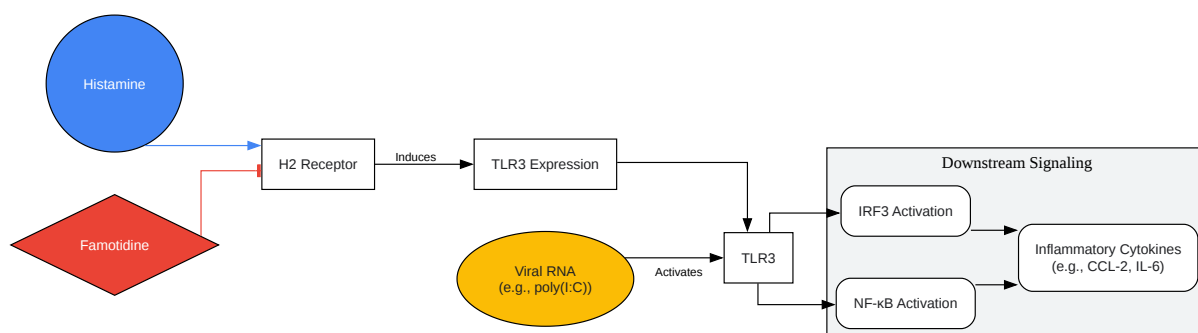 Histamine
Famotidine
H2 Receptor
Induces
TLR3 Expression
Viral RNA
(e.g., poly(I:C))
Activates
TLR3
Downstream Signaling
IRF3 Activation
NF-κB Activation
Inflammatory Cytokines
(e.g., CCL-2, IL-6)